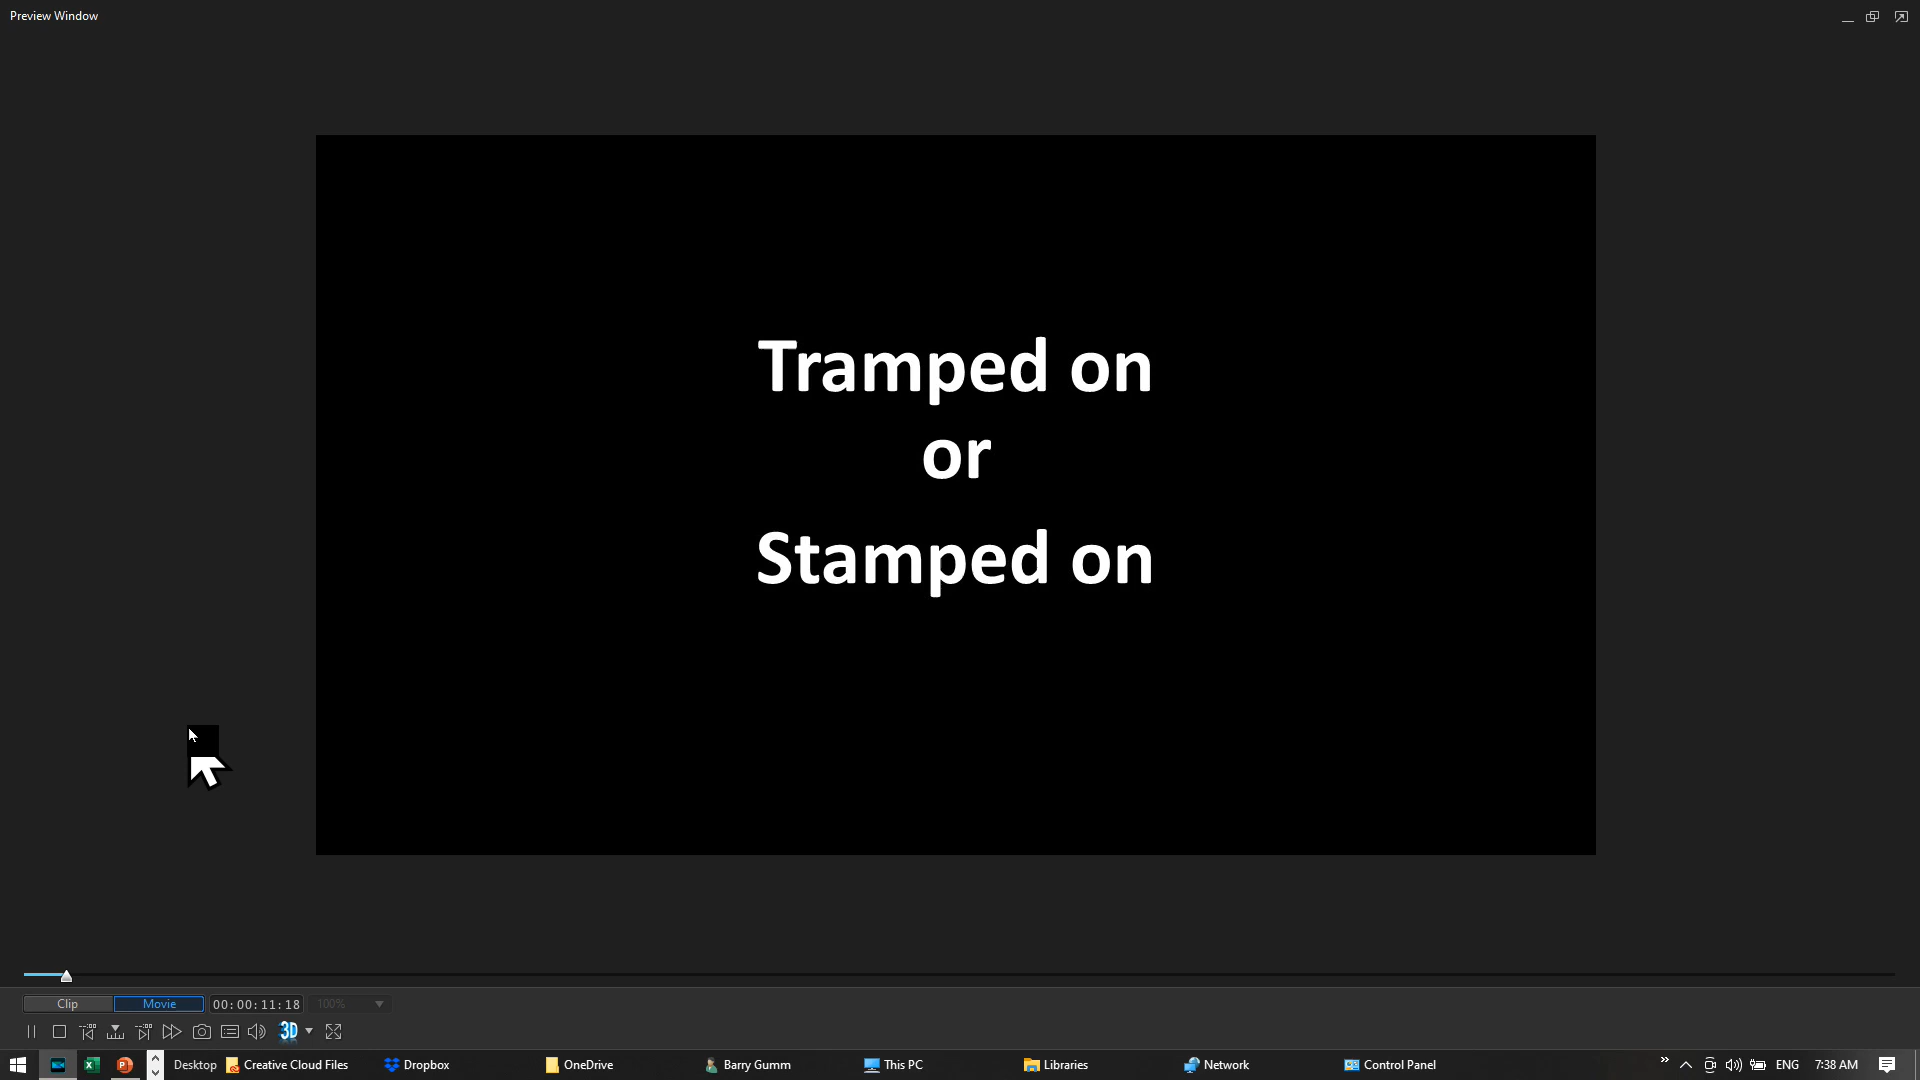 Preview Window
Tramped on
or
Stamped on
Clip Movie 00:00:11:18 100%
3D
Desktop Creative Cloud Files Dropbox OneDrive Barry Gumm This PC Libraries Network Control Panel » ENG 7:38 AM